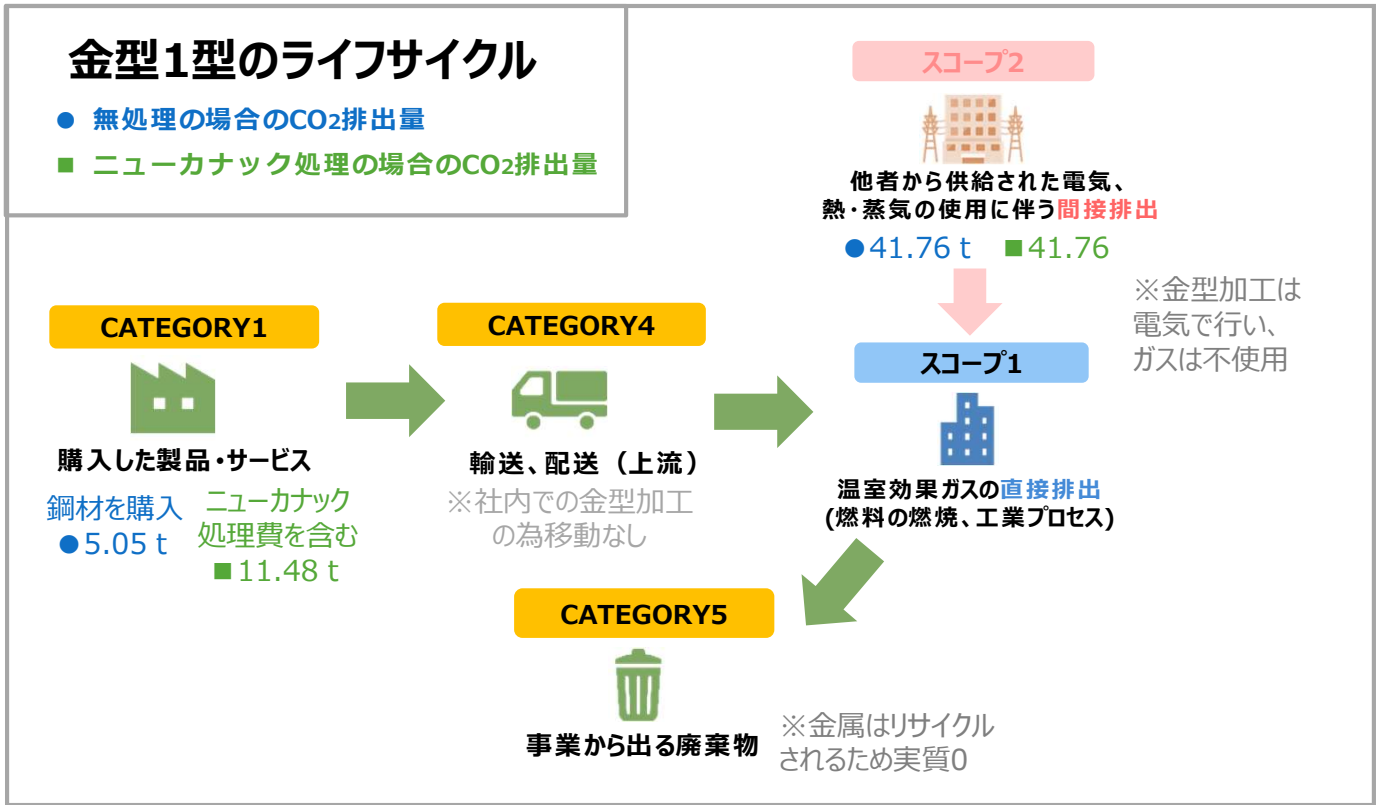 金型1型のライフサイクル
● 無処理の場合のCO2排出量
■ ニューカナック処理の場合のCO2排出量
スコープ2
他者から供給された電気、
熱・蒸気の使用に伴う間接排出
●41.76 t ■41.76
※金型加工は
電気で行い、
ガスは不使用
CATEGORY1
購入した製品・サービス
鋼材を購入
●5.05 t
ニューカナック
処理費を含む
■11.48 t
CATEGORY4
輸送、配送（上流）
※社内での金型加工
の為移動なし
スコープ1
温室効果ガスの直接排出
(燃料の燃焼、工業プロセス)
CATEGORY5
事業から出る廃棄物
※金属はリサイクル
されるため実質0